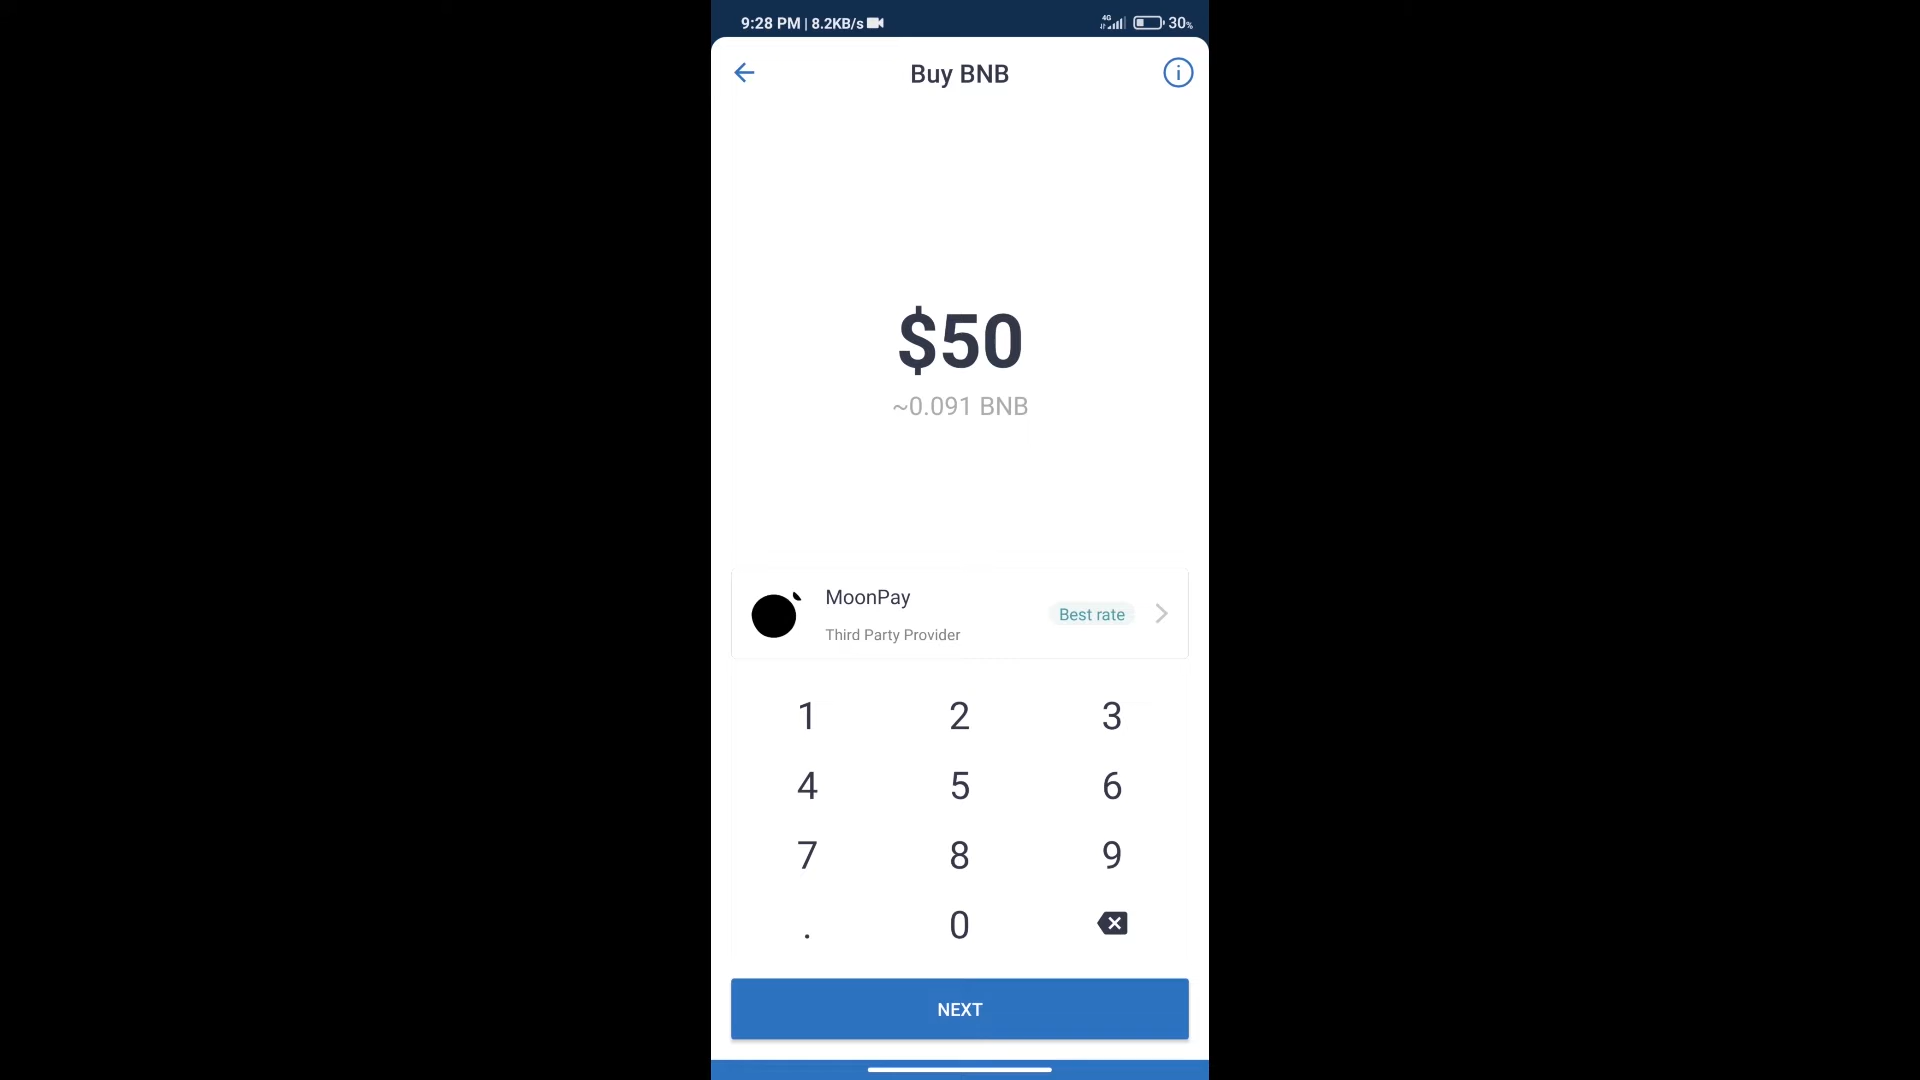 9:28 PM | 8.2KB/s 4G 30%
Buy BNB
$50
~0.091 BNB
MoonPay
Third Party Provider
Best rate
1 2 3
4 5 6
7 8 9
. 0
NEXT